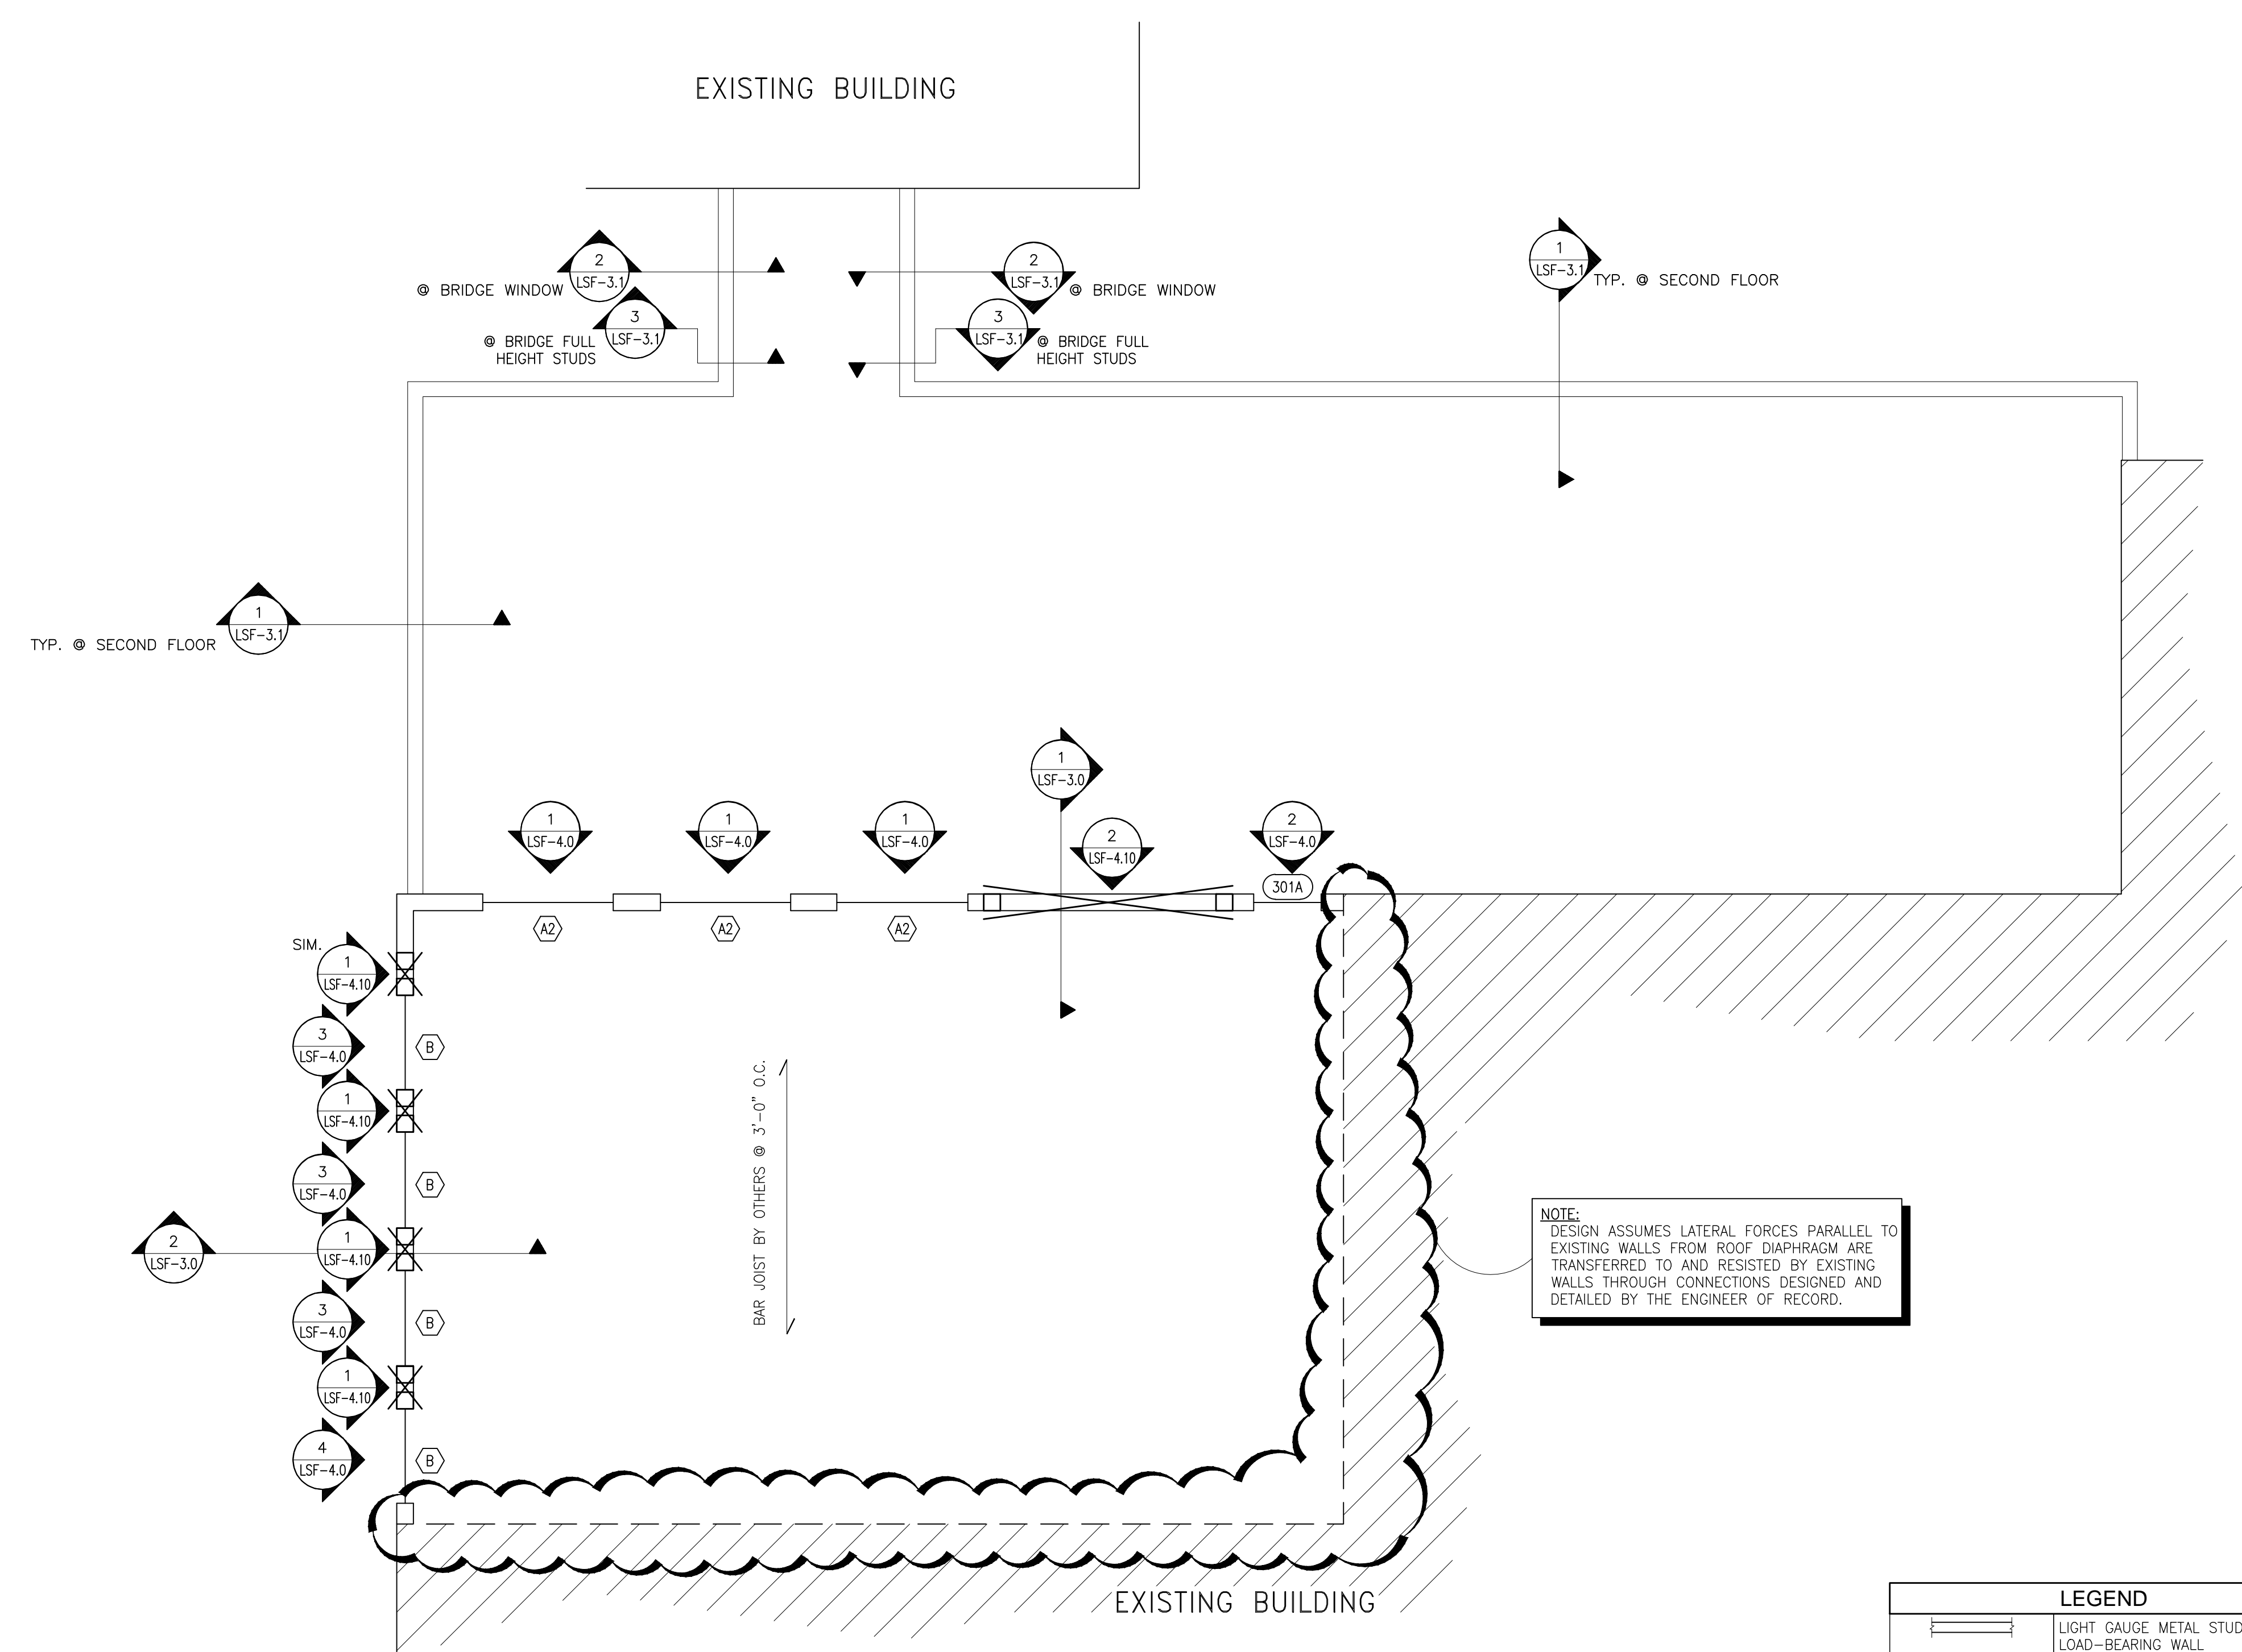 EXISTING BUILDING
2
LSF-3.1
@ BRIDGE WINDOW
3
LSF-3.1
@ BRIDGE FULL
HEIGHT STUDS
2
LSF-3.1
@ BRIDGE WINDOW
3
LSF-3.1
@ BRIDGE FULL
HEIGHT STUDS
1
LSF-3.1
TYP. @ SECOND FLOOR
1
LSF-3.1
TYP. @ SECOND FLOOR
1
LSF-3.0
1
LSF-4.0
1
LSF-4.0
1
LSF-4.0
2
LSF-4.10
2
LSF-4.0
301A
A2
A2
A2
SIM.
1
LSF-4.10
3
LSF-4.0
B
1
LSF-4.10
3
LSF-4.0
B
2
LSF-3.0
1
LSF-4.10
3
LSF-4.0
B
1
LSF-4.10
4
LSF-4.0
B
BAR JOIST BY OTHERS @ 3'-0" O.C.
NOTE:
DESIGN ASSUMES LATERAL FORCES PARALLEL TO
EXISTING WALLS FROM ROOF DIAPHRAGM ARE
TRANSFERRED TO AND RESISTED BY EXISTING
WALLS THROUGH CONNECTIONS DESIGNED AND
DETAILED BY THE ENGINEER OF RECORD.
EXISTING BUILDING
LEGEND
LIGHT GAUGE METAL STUD
LOAD-BEARING WALL